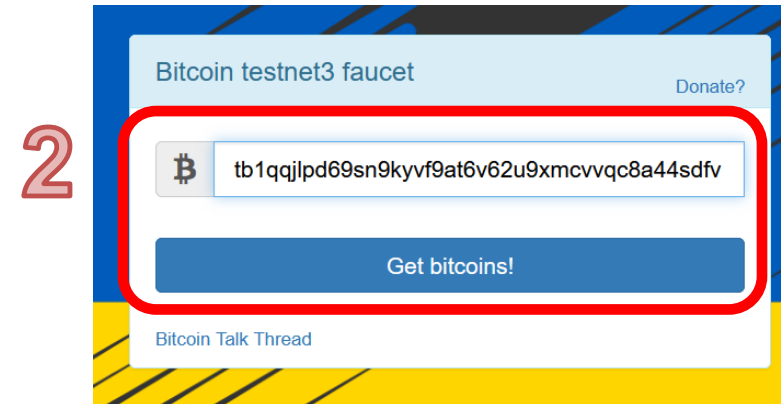 Bitcoin testnet3 faucet
Donate?
2
tb1qqjlpd69sn9kyvf9at6v62u9xmcvvqc8a44sdfv
Get bitcoins!
Bitcoin Talk Thread